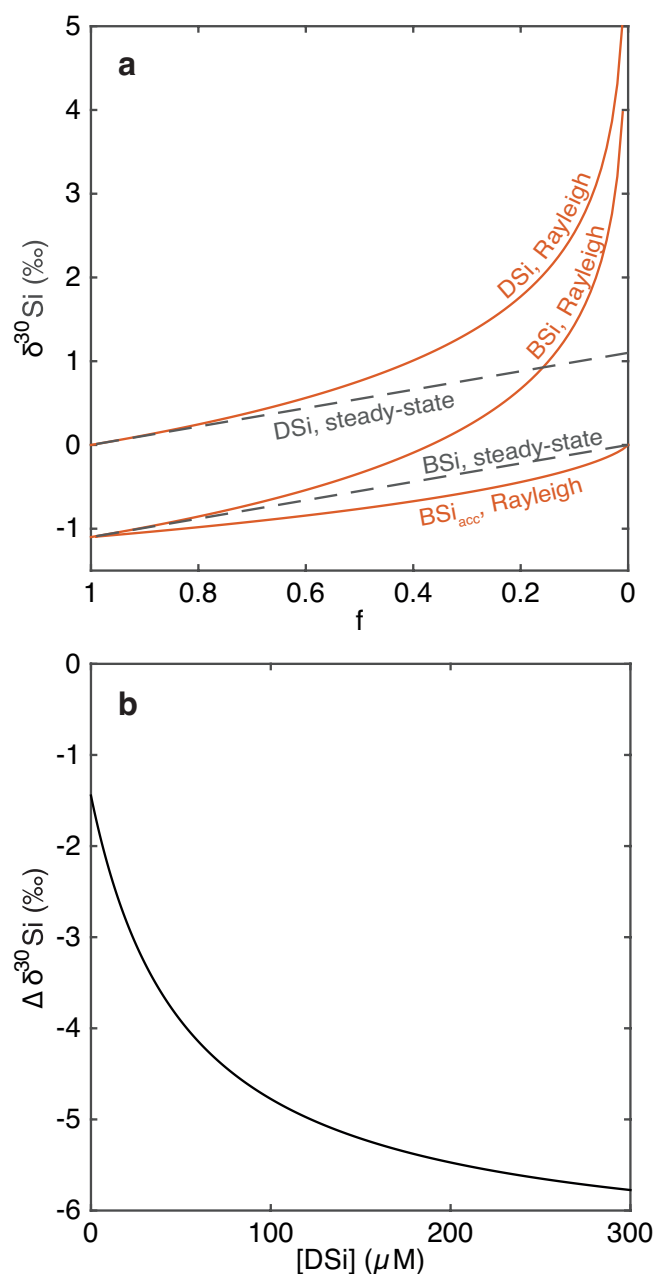 a
5
4
3
2
1
0
-1
δ³⁰Si (‰)
DSi, Rayleigh
BSi, Rayleigh
DSi, steady-state
BSi, steady-state
BSiacc, Rayleigh
1 0.8 0.6 0.4 0.2 0
f
b
0
-1
-2
-3
-4
-5
-6
Δ δ³⁰Si (‰)
0 100 200 300
[DSi] (μM)